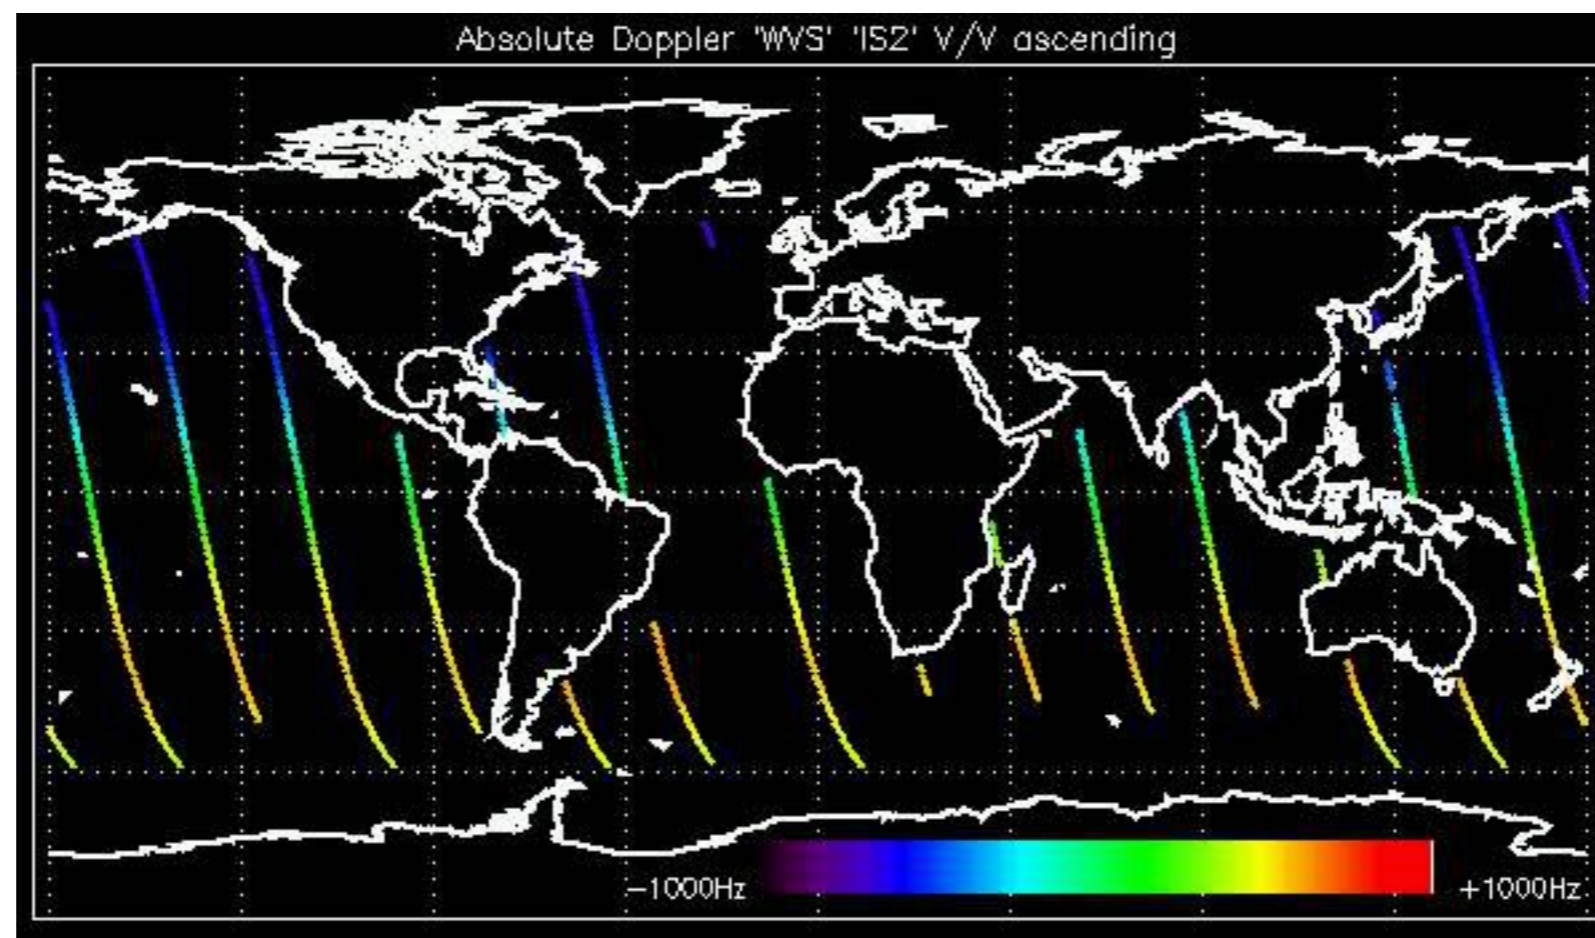 Absolute Doppler 'WVS' 'IS2' V/V ascending
−1000Hz +1000Hz